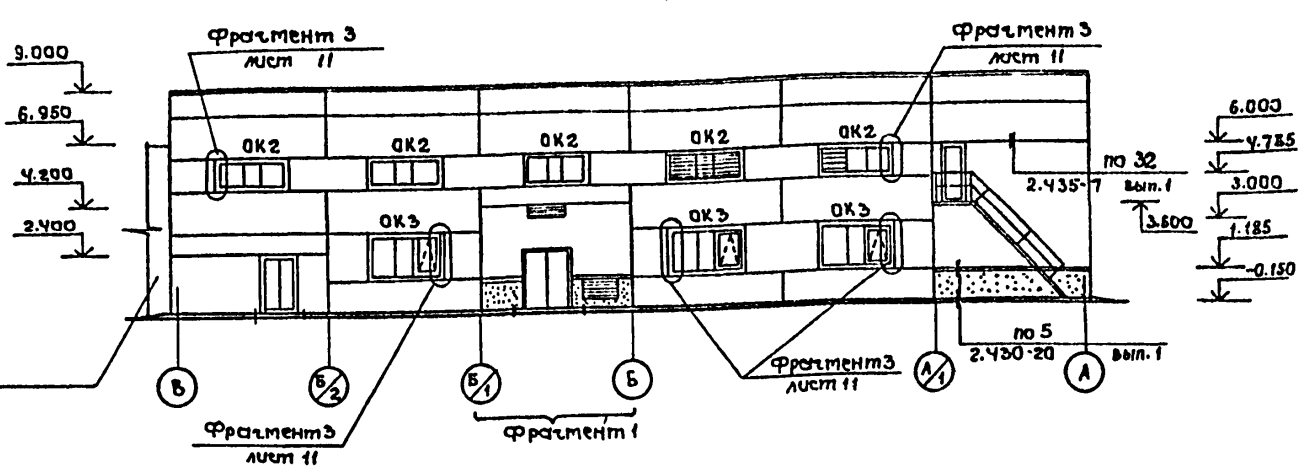 Фрагмент 3
лист 11
Фрагмент 3
лист 11
9.000
6.950
4.200
2.400
ОК2
ОК2
ОК2
ОК2
ОК2
ОК3
ОК3
ОК3
6.000
4.785
3.000
3.600
1.185
-0.150
по 32
2.435-7 вып.1
по 5
2.430-20 вып.1
Фрагмент 3
лист 11
В
Б/2
Б/1
Б
А/1
А
Фрагмент 1
Фрагмент 3
лист 11